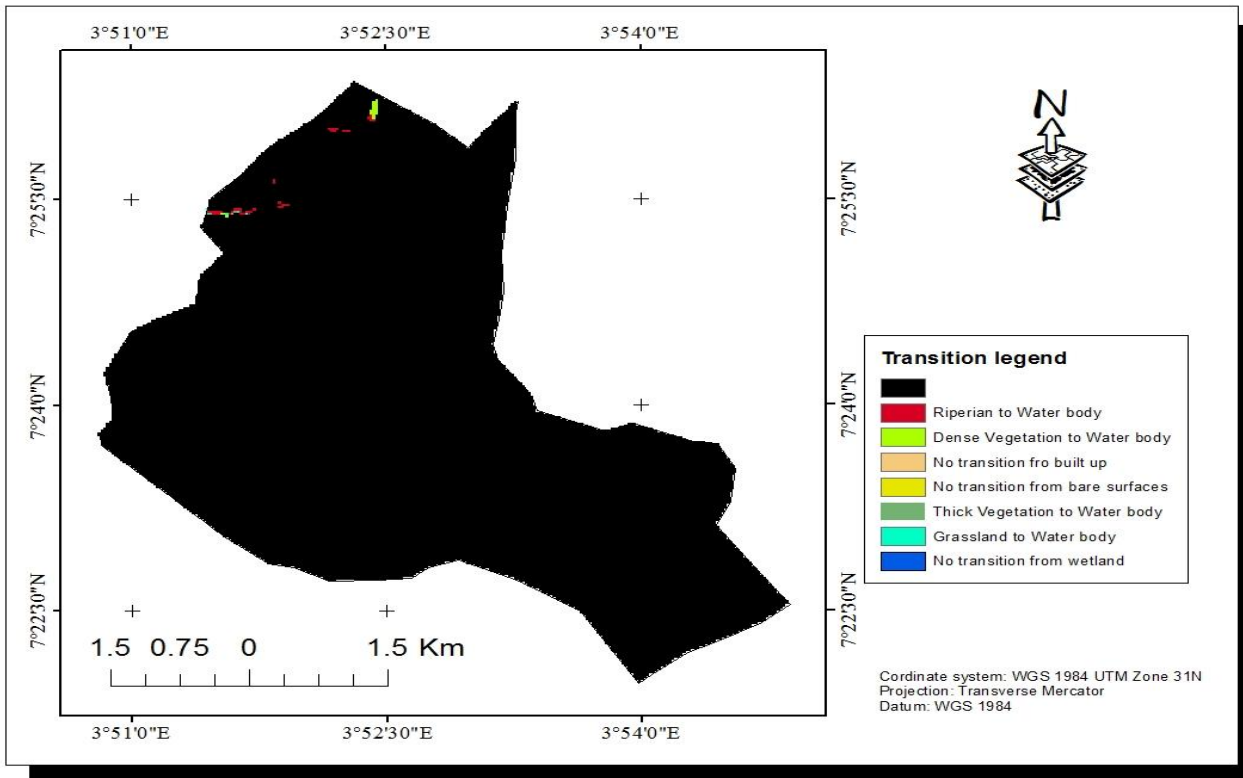 3°51'0"E 3°52'30"E 3°54'0"E
N
7°25'30"N 7°25'30"N
7°24'0"N 7°24'0"N
7°22'30"N 7°22'30"N
Transition legend
Riperian to Water body
Dense Vegetation to Water body
No transition fro built up
No transition from bare surfaces
Thick Vegetation to Water body
Grassland to Water body
No transition from wetland
1.5 0.75 0 1.5 Km
Cordinate system: WGS 1984 UTM Zone 31N
Projection: Transverse Mercator
Datum: WGS 1984
3°51'0"E 3°52'30"E 3°54'0"E